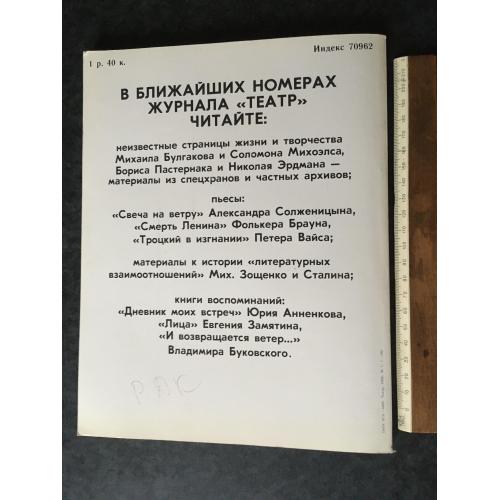 1 р. 40 к.
Индекс 70962
В БЛИЖАЙШИХ НОМЕРАХ
ЖУРНАЛА «ТЕАТР»
ЧИТАЙТЕ:
неизвестные страницы жизни и творчества
Михаила Булгакова и Соломона Михоэлса,
Бориса Пастернака и Николая Эрдмана —
материалы из спецхранов и частных архивов;
пьесы:
«Свеча на ветру» Александра Солженицына,
«Смерть Ленина» Фолькера Брауна,
«Троцкий в изгнании» Петера Вайса;
материалы к истории «литературных
взаимоотношений» Мих. Зощенко и Сталина;
книги воспоминаний:
«Дневник моих встреч» Юрия Анненкова,
«Лица» Евгения Замятина,
«И возвращается ветер...»
Владимира Буковского.
РАК